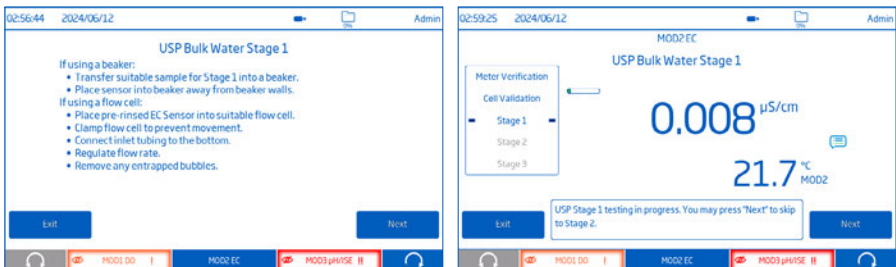 02:56:44 2024/06/12 0% Admin
USP Bulk Water Stage 1
If using a beaker:
• Transfer suitable sample for Stage 1 into a beaker.
• Place sensor into beaker away from beaker walls.
If using a flow cell:
• Place pre-rinsed EC Sensor into suitable flow cell.
• Clamp flow cell to prevent movement.
• Connect inlet tubing to the bottom.
• Regulate flow rate.
• Remove any entrapped bubbles.
Exit Next
MOD1 DO ! MOD2 EC MOD3 pH/ISE !!
02:59:25 2024/06/12 0% Admin
MOD2 EC
USP Bulk Water Stage 1
Meter Verification
Cell Validation
Stage 1
Stage 2
Stage 3
0.008 µS/cm
21.7 °C
MOD2
Exit
USP Stage 1 testing in progress. You may press "Next" to skip
to Stage 2.
Next
MOD1 DO ! MOD2 EC MOD3 pH/ISE !!